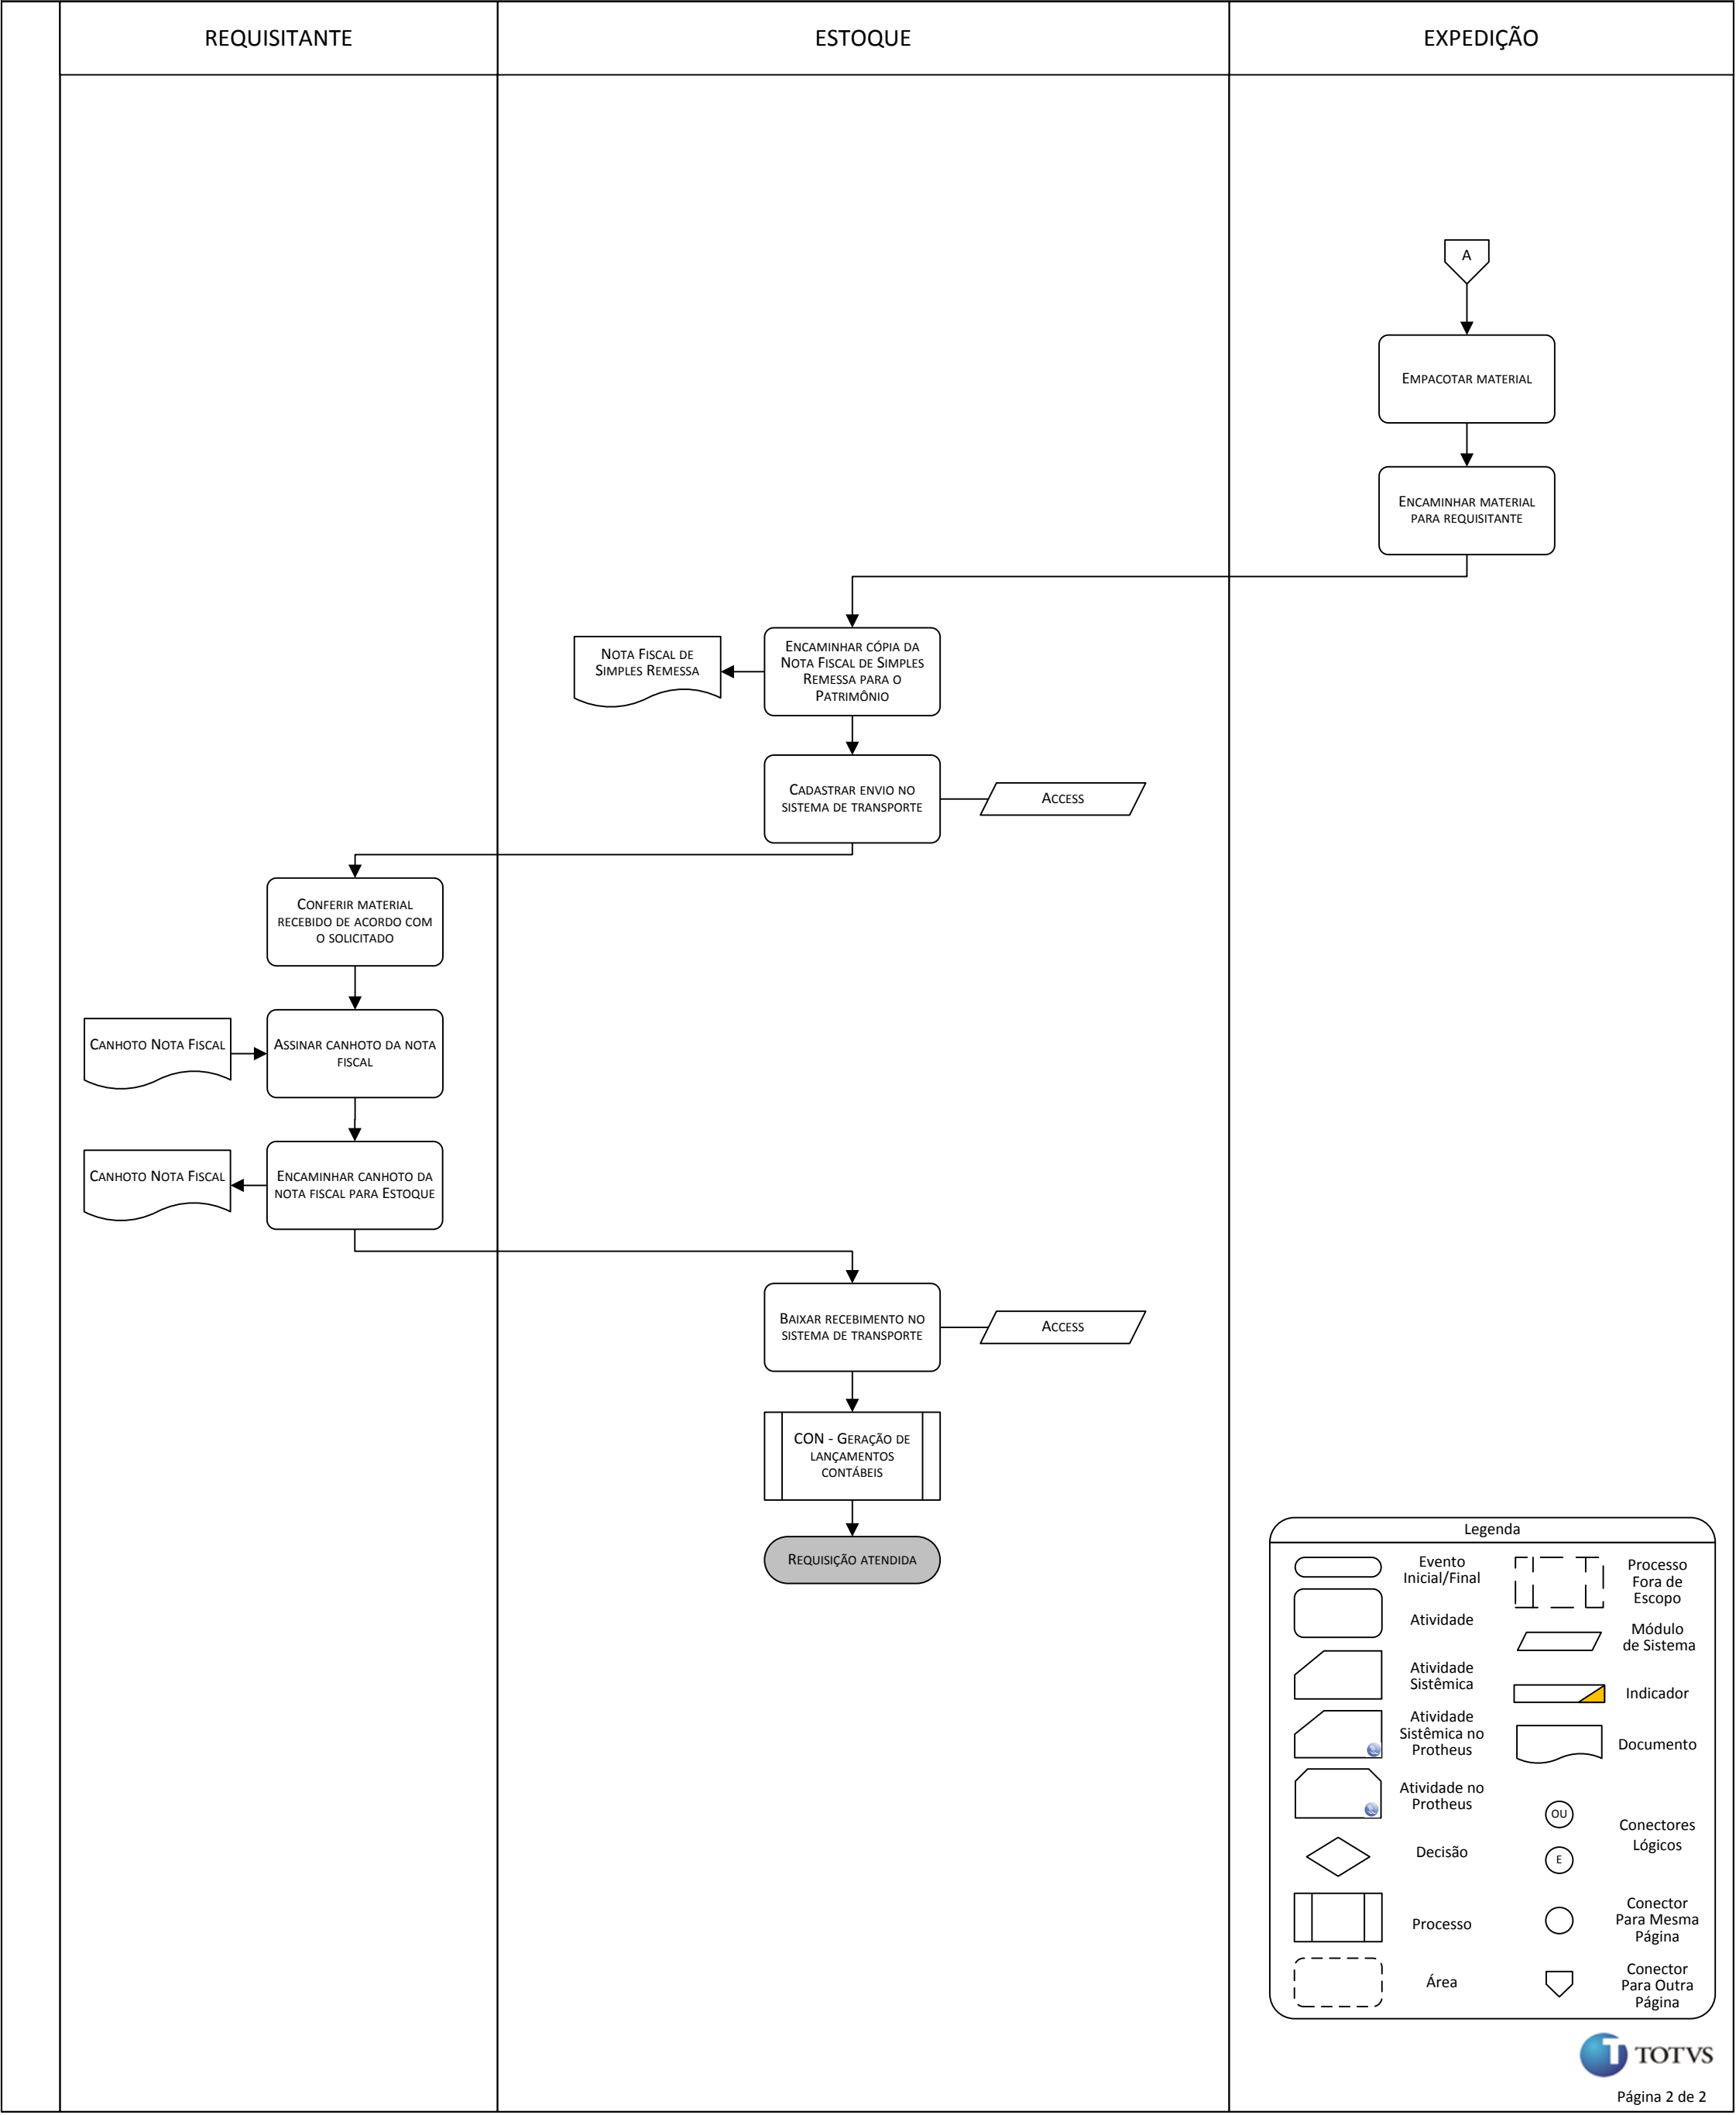 REQUISITANTE
ESTOQUE
EXPEDIÇÃO
A
EMPACOTAR MATERIAL
ENCAMINHAR MATERIAL
PARA REQUISITANTE
NOTA FISCAL DE
SIMPLES REMESSA
ENCAMINHAR CÓPIA DA
NOTA FISCAL DE SIMPLES
REMESSA PARA O
PATRIMÔNIO
CADASTRAR ENVIO NO
SISTEMA DE TRANSPORTE
ACCESS
CONFERIR MATERIAL
RECEBIDO DE ACORDO COM
O SOLICITADO
CANHOTO NOTA FISCAL
ASSINAR CANHOTO DA NOTA
FISCAL
CANHOTO NOTA FISCAL
ENCAMINHAR CANHOTO DA
NOTA FISCAL PARA ESTOQUE
BAIXAR RECEBIMENTO NO
SISTEMA DE TRANSPORTE
ACCESS
CON - GERAÇÃO DE
LANÇAMENTOS
CONTÁBEIS
REQUISIÇÃO ATENDIDA
Legenda
Evento
Inicial/Final
Atividade
Atividade
Sistêmica
Atividade
Sistêmica no
Protheus
Atividade no
Protheus
Decisão
Processo
Área
Processo
Fora de
Escopo
Módulo
de Sistema
Indicador
Documento
OU
E
Conectores
Lógicos
Conector
Para Mesma
Página
Conector
Para Outra
Página
TOTVS
Página 2 de 2